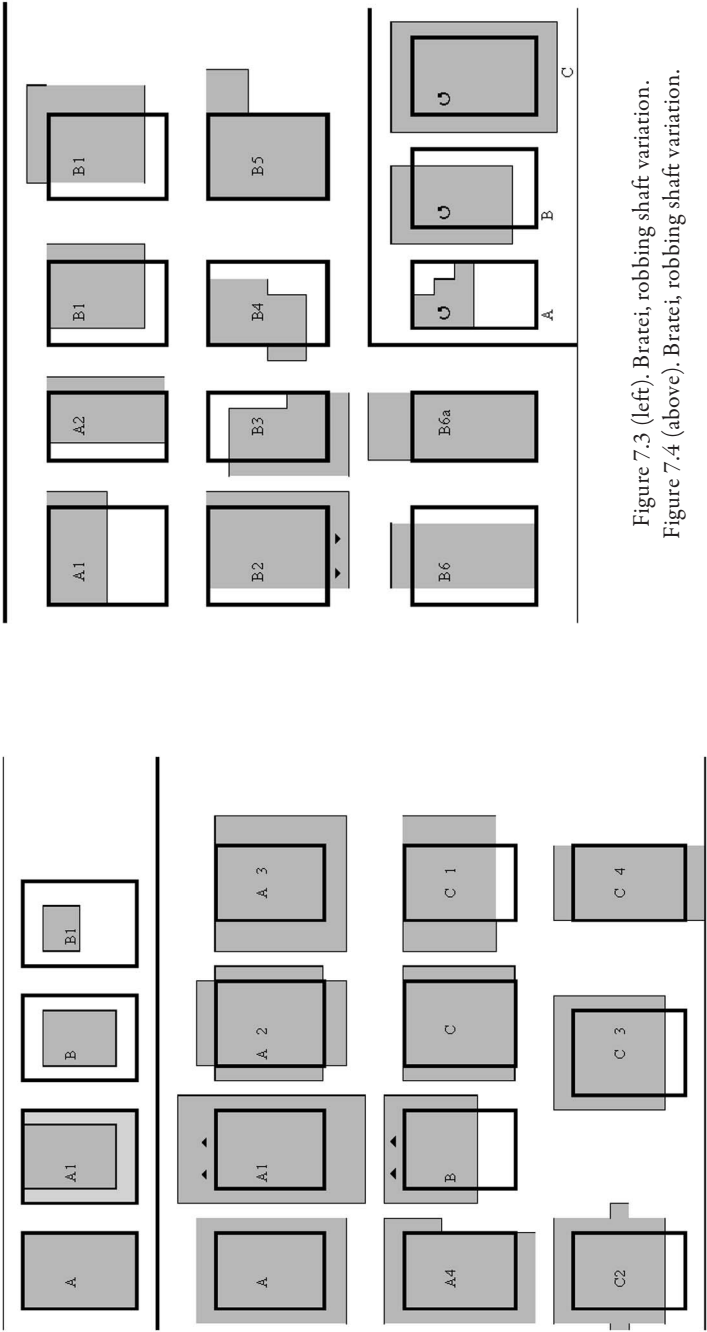 A A1 B B1
A A1 A 2 A 3
A4 B C C 1
C2 C 3 C 4
A1 A2 B1 B1
B2 B3 B4 B5
B6 B6a
A B C
Figure 7.3 (left). Bratei, robbing shaft variation.
Figure 7.4 (above). Bratei, robbing shaft variation.